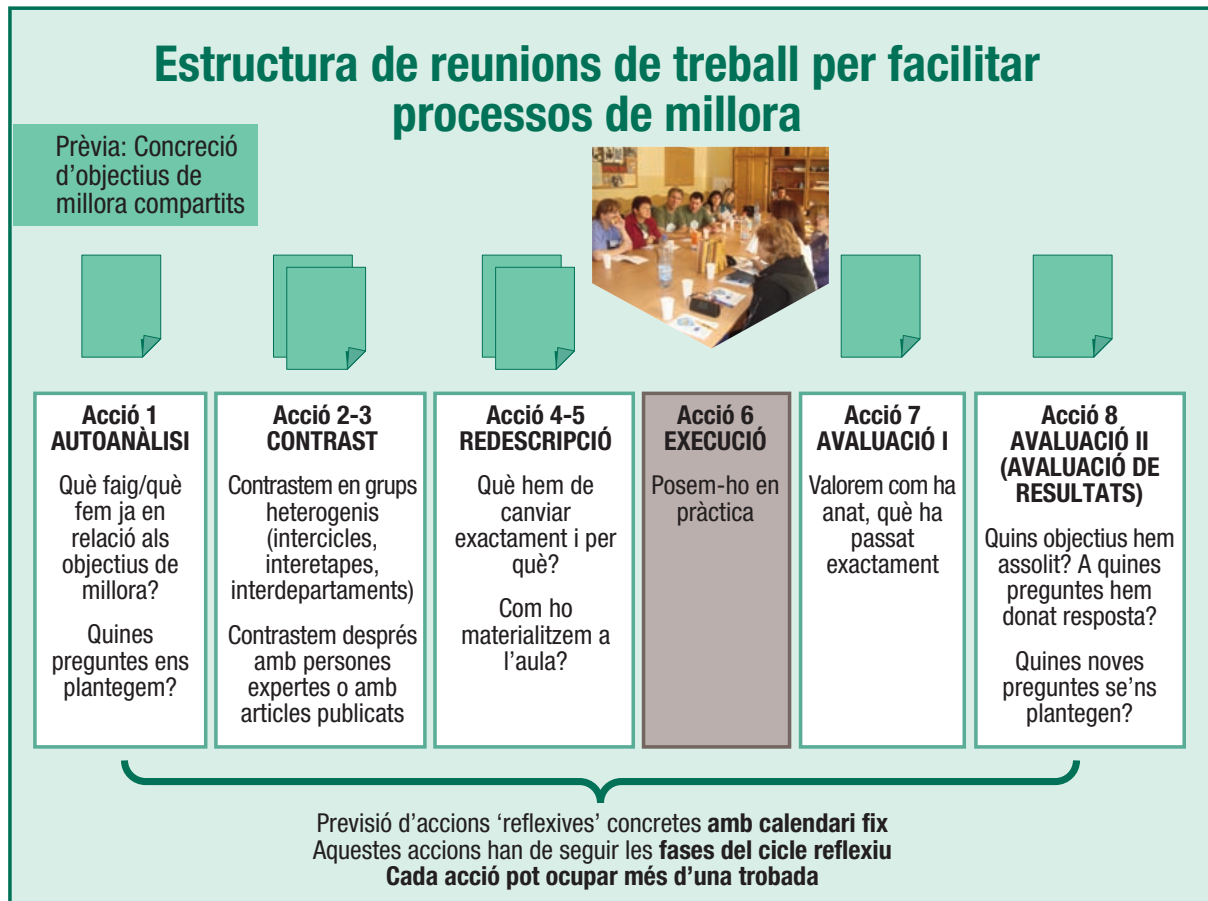 Estructura de reunions de treball per facilitar
processos de millora
Prèvia: Concreció
d’objectius de
millora compartits
Acció 1
AUTOANÀLISI
Què faig/què
fem ja en
relació als
objectius de
millora?
Quines
preguntes ens
plantegem?
Acció 2-3
CONTRAST
Contrastem en grups
heterogenis
(intercicles,
interetapes,
interdepartaments)
Contrastem després
amb persones
expertes o amb
articles publicats
Acció 4-5
REDESCRIPCIÓ
Què hem de
canviar
exactament i per
què?
Com ho
materialitzem a
l’aula?
Acció 6
EXECUCIÓ
Posem-ho en
pràctica
Acció 7
AVALUACIÓ I
Valorem com ha
anat, què ha
passat
exactament
Acció 8
AVALUACIÓ II
(AVALUACIÓ DE
RESULTATS)
Quins objectius hem
assolit? A quines
preguntes hem
donat resposta?
Quines noves
preguntes se’ns
plantegen?
Previsió d’accions ‘reflexives’ concretes amb calendari fix
Aquestes accions han de seguir les fases del cicle reflexiu
Cada acció pot ocupar més d’una trobada